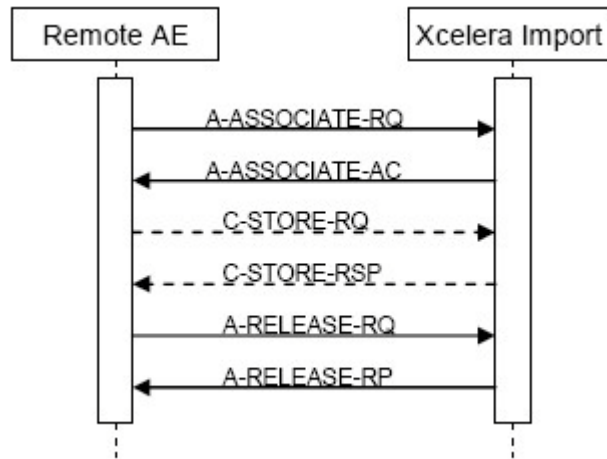 Remote AE
Xcelera Import
A-ASSOCIATE-RQ
A-ASSOCIATE-AC
C-STORE-RQ
C-STORE-RSP
A-RELEASE-RQ
A-RELEASE-RP